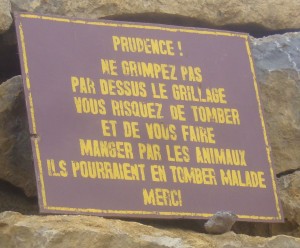 PRUDENCE !
NE GRIMPEZ PAS
PAR DESSUS LE GRILLAGE
VOUS RISQUEZ DE TOMBER
ET DE VOUS FAIRE
MANGER PAR LES ANIMAUX
ILS POURRAIENT EN TOMBER MALADE
MERCI